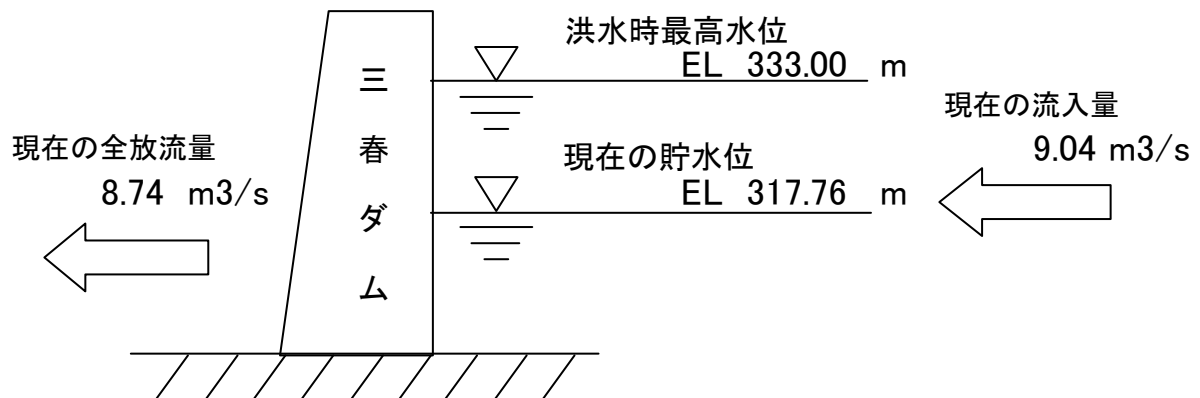 洪水時最高水位
EL 333.00 m
現在の流入量
9.04 m3/s
現在の全放流量
8.74 m3/s
現在の貯水位
EL 317.76 m
三春ダム